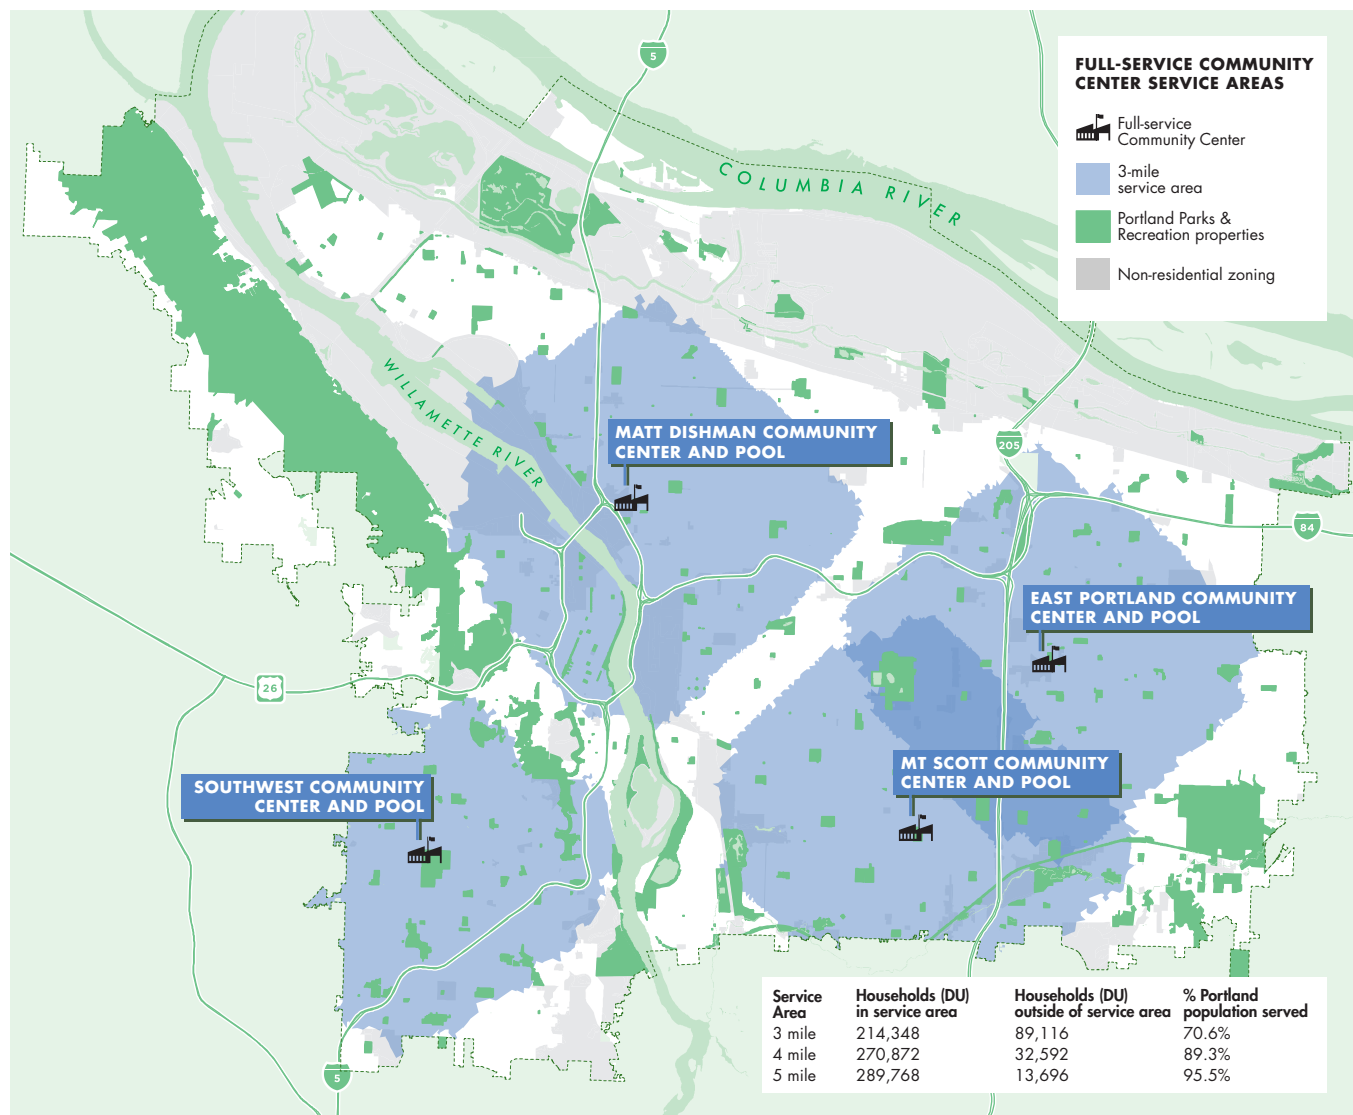 5
FULL-SERVICE COMMUNITY
CENTER SERVICE AREAS
Full-service
Community Center
3-mile
service area
Portland Parks &
Recreation properties
Non-residential zoning
COLUMBIA RIVER
WILLAMETTE RIVER
MATT DISHMAN COMMUNITY
CENTER AND POOL
205
84
EAST PORTLAND COMMUNITY
CENTER AND POOL
26
MT SCOTT COMMUNITY
CENTER AND POOL
SOUTHWEST COMMUNITY
CENTER AND POOL
5
Service Area Households (DU) in service area Households (DU) outside of service area % Portland population served
3 mile 214,348 89,116 70.6%
4 mile 270,872 32,592 89.3%
5 mile 289,768 13,696 95.5%